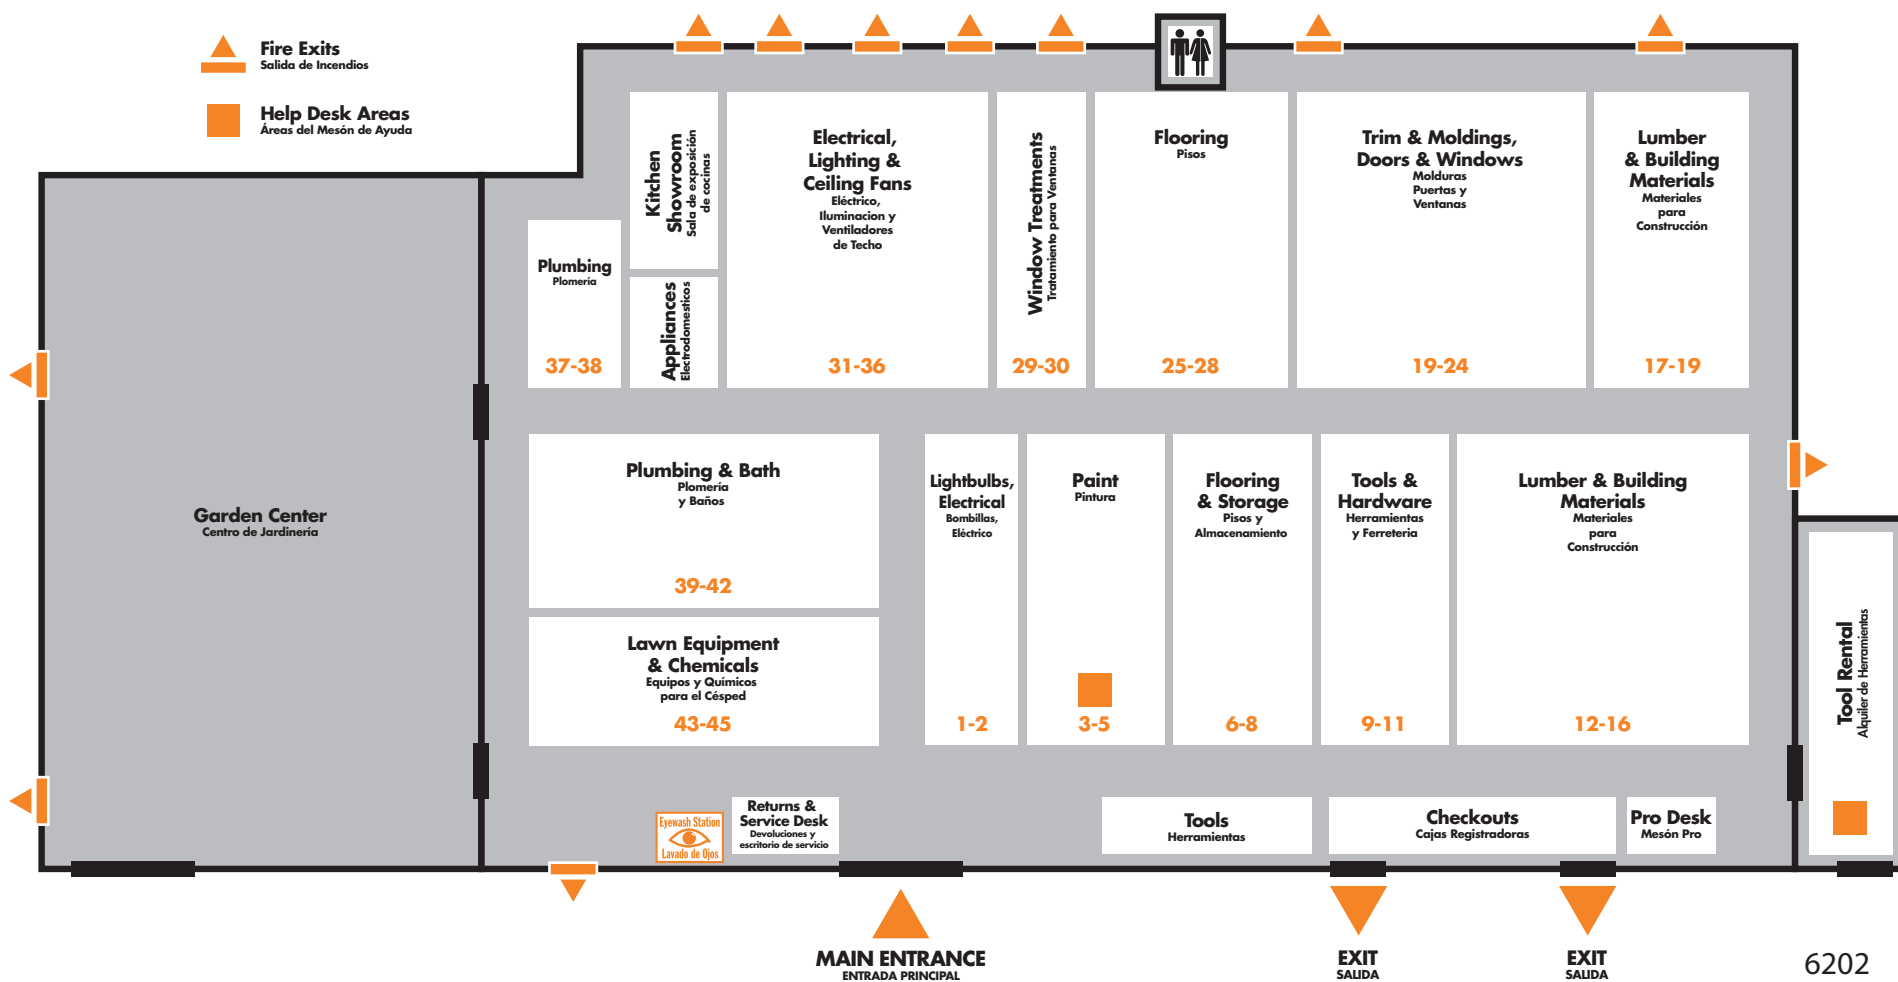 Fire Exits
Salida de Incendios
Help Desk Areas
Áreas del Mesón de Ayuda
Kitchen
Showroom
Sala de exposición
de cocinas
Electrical,
Lighting &
Ceiling Fans
Eléctrico,
Iluminacion y
Ventiladores
de Techo
31-36
Window Treatments
Tratamiento para Ventanas
29-30
Flooring
Pisos
25-28
Trim & Moldings,
Doors & Windows
Molduras
Puertas y
Ventanas
19-24
Lumber
& Building
Materials
Materiales
para
Construcción
17-19
Plumbing
Plomería
37-38
Appliances
Electrodomesticos
Garden Center
Centro de Jardinería
Plumbing & Bath
Plomería
y Baños
39-42
Lawn Equipment
& Chemicals
Equipos y Químicos
para el Césped
43-45
Lightbulbs,
Electrical
Bombillas,
Eléctrico
1-2
Paint
Pintura
3-5
Flooring
& Storage
Pisos y
Almacenamiento
6-8
Tools &
Hardware
Herramientas
y Ferreteria
9-11
Lumber & Building
Materials
Materiales
para
Construcción
12-16
Tool Rental
Alquiler de Herramientas
Eyewash Station
Lavado de Ojos
Returns &
Service Desk
Devoluciones y
escritorio de servicio
Tools
Herramientas
Checkouts
Cajas Registradoras
Pro Desk
Mesón Pro
MAIN ENTRANCE
ENTRADA PRINCIPAL
EXIT
SALIDA
EXIT
SALIDA
6202